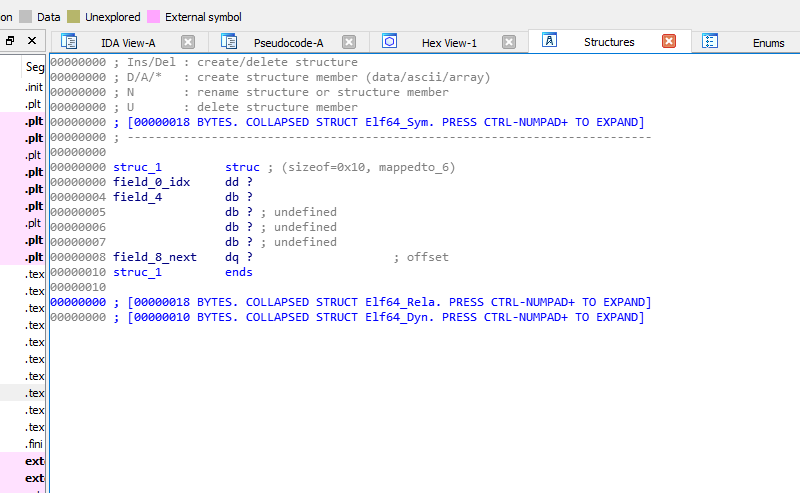 on Data Unexplored External symbol
IDA View-A Pseudocode-A Hex View-1 Structures Enums
Seg
.init
.plt
.plt
.plt
.plt
.plt
.plt
.plt
.plt
.plt
.tex
.tex
.tex
.tex
.tex
.tex
.tex
.tex
.tex
.tex
.fini
exte
exte
00000000 ; Ins/Del : create/delete structure
00000000 ; D/A/* : create structure member (data/ascii/array)
00000000 ; N : rename structure or structure member
00000000 ; U : delete structure member
00000000 ; [00000018 BYTES. COLLAPSED STRUCT Elf64_Sym. PRESS CTRL-NUMPAD+ TO EXPAND]
00000000 ; ---------------------------------------------------------------------------
00000000
00000000 struc_1 struc ; (sizeof=0x10, mappedto_6)
00000000 field_0_idx dd ?
00000004 field_4 db ?
00000005 db ? ; undefined
00000006 db ? ; undefined
00000007 db ? ; undefined
00000008 field_8_next dq ? ; offset
00000010 struc_1 ends
00000010
00000000 ; [00000018 BYTES. COLLAPSED STRUCT Elf64_Rela. PRESS CTRL-NUMPAD+ TO EXPAND]
00000000 ; [00000010 BYTES. COLLAPSED STRUCT Elf64_Dyn. PRESS CTRL-NUMPAD+ TO EXPAND]